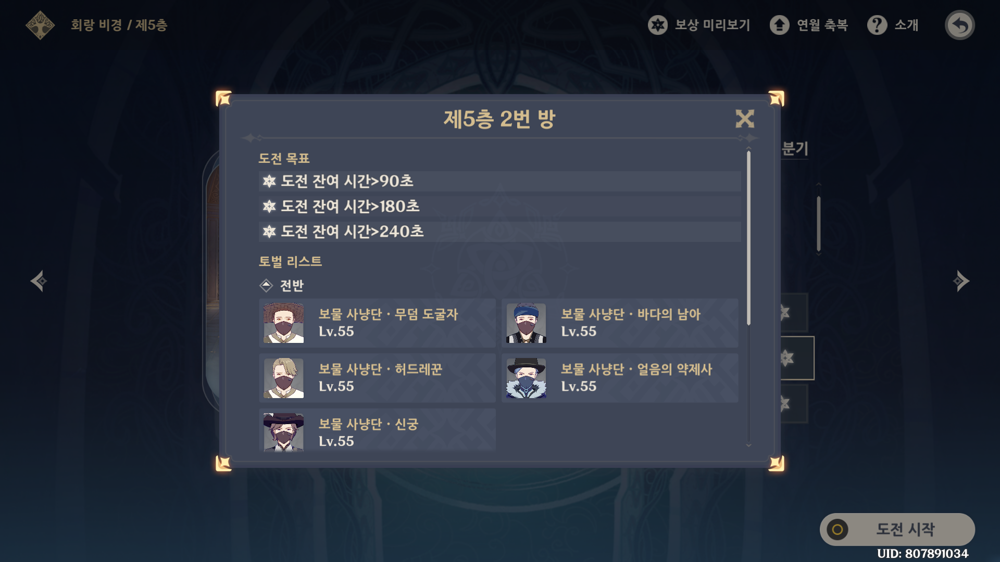 회랑 비경 / 제5층
보상 미리보기
연월 축복
소개
제5층 2번 방
분기
도전 목표
도전 잔여 시간>90초
도전 잔여 시간>180초
도전 잔여 시간>240초
토벌 리스트
전반
보물 사냥단 · 무덤 도굴자
Lv.55
보물 사냥단 · 바다의 남아
Lv.55
보물 사냥단 · 허드레꾼
Lv.55
보물 사냥단 · 얼음의 약제사
Lv.55
보물 사냥단 · 신궁
Lv.55
도전 시작
UID: 807891034